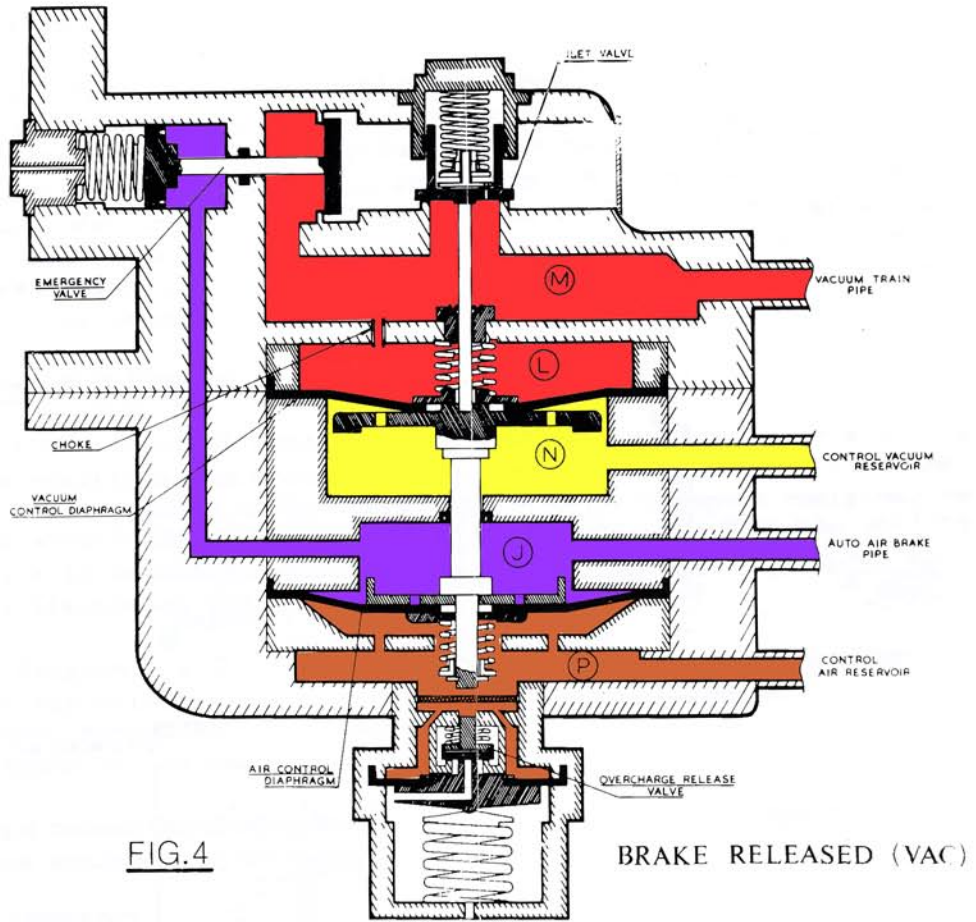 ILET VALVE
M
VACUUM TRAIN
PIPE
EMERGENCY
VALVE
L
CHOKE
N
CONTROL VACUUM
RESERVOIR
VACUUM
CONTROL DIAPHRAGM
J
AUTO AIR BRAKE
PIPE
P
CONTROL
AIR RESERVOIR
AIR CONTROL
DIAPHRAGM
OVERCHARGE RELEASE
VALVE
FIG.4
BRAKE RELEASED (VAC)